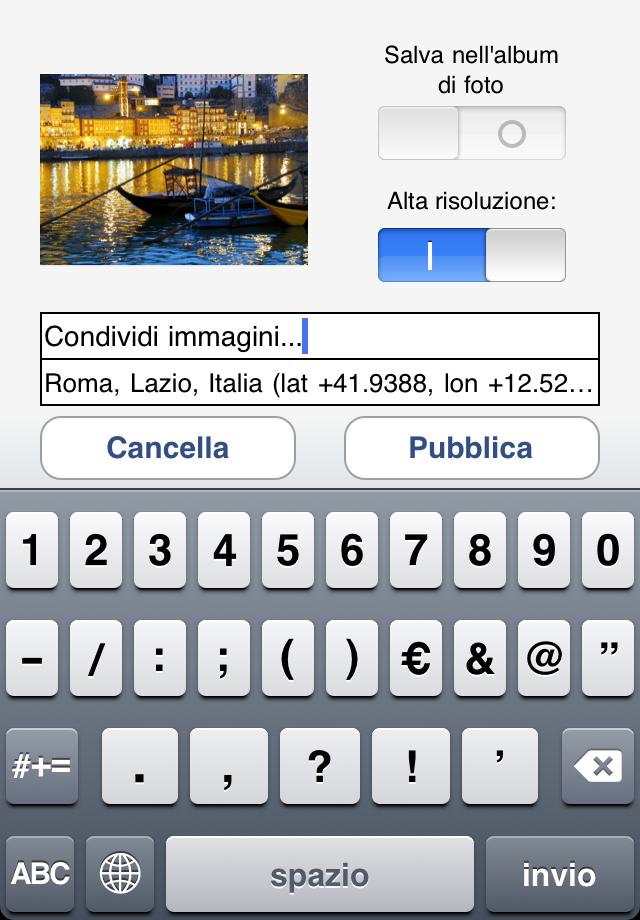 Salva nell'album
di foto
Alta risoluzione:
Condividi immagini...
Roma, Lazio, Italia (lat +41.9388, lon +12.52...
Cancella Pubblica
1 2 3 4 5 6 7 8 9 0
- / : ; ( ) € & @ ”
#+= . , ? ! ’
ABC spazio invio